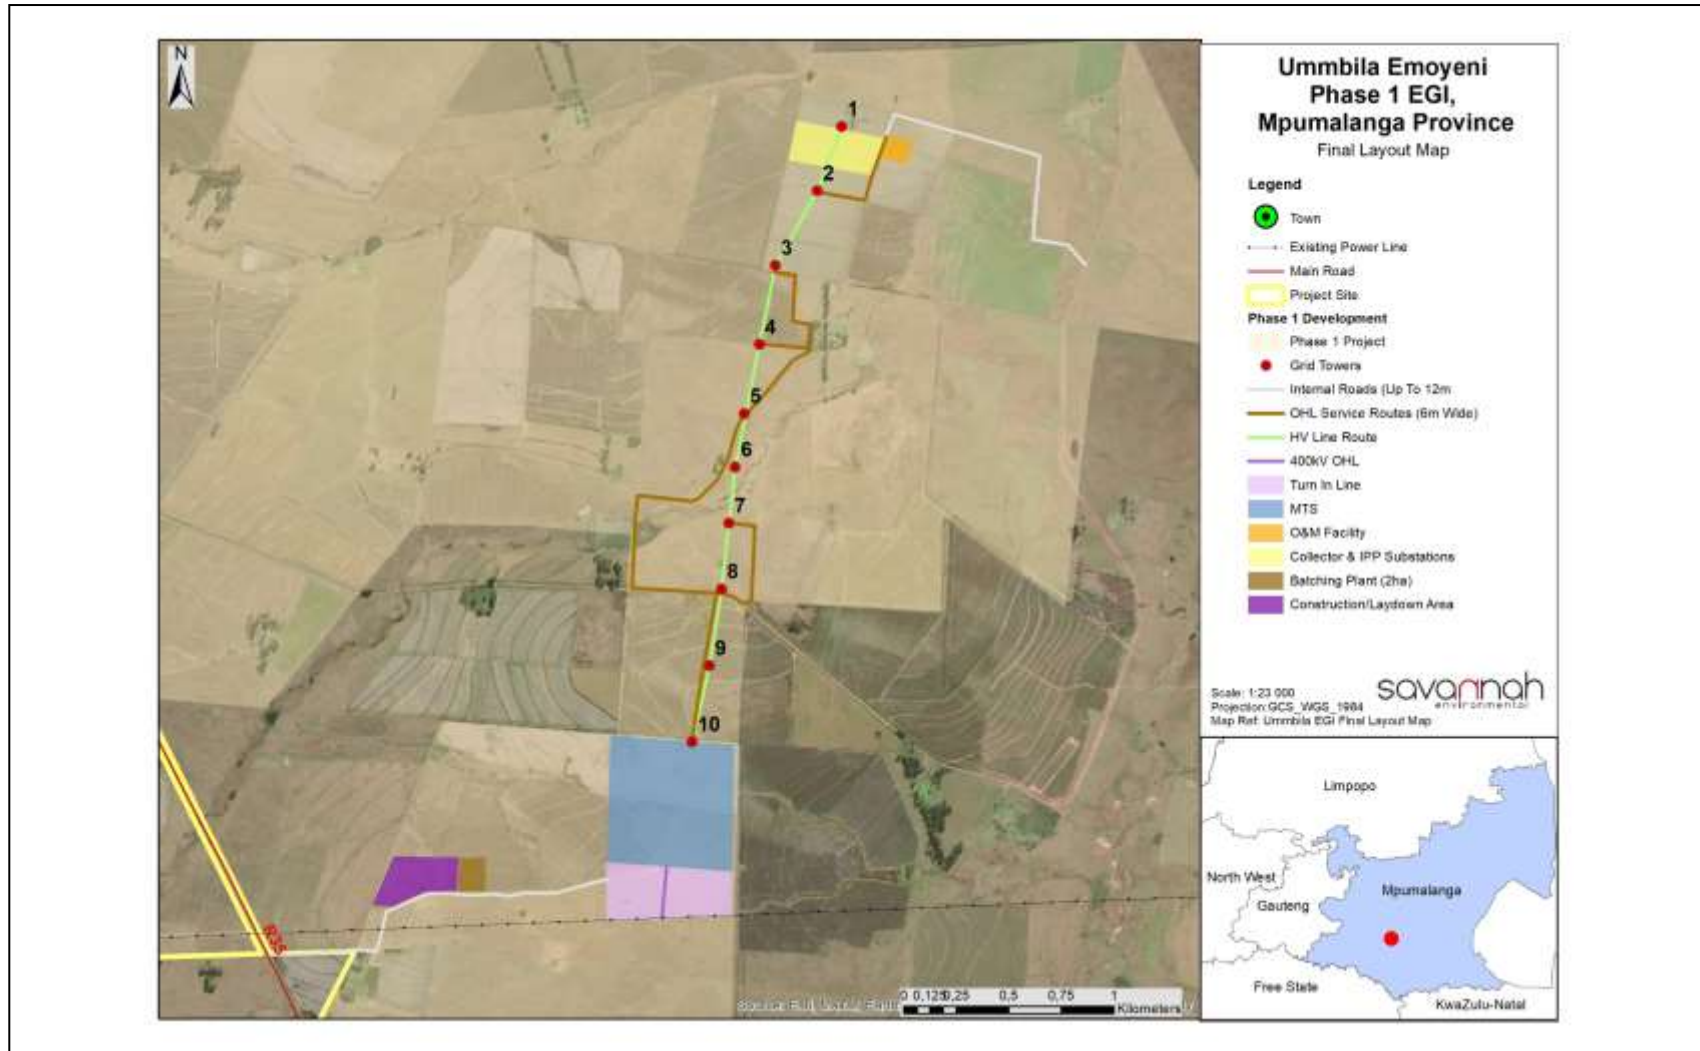 N
1
2
3
4
5
6
7
8
9
10
R35
0 0,125 0,25 0,5 0,75 1
Kilometers
Ummbila Emoyeni
Phase 1 EGI,
Mpumalanga Province
Final Layout Map
Legend
Town
Existing Power Line
Main Road
Project Site
Phase 1 Development
Phase 1 Project
Grid Towers
Internal Roads (Up To 12m
OHL Service Routes (6m Wide)
HV Line Route
400kV OHL
Turn In Line
MTS
O&M Facility
Collector & IPP Substations
Batching Plant (2ha)
Construction/Laydown Area
savannah
environmental
Scale: 1:23 000
Projection:GCS_WGS_1984
Map Ref: Ummbila EGI Final Layout Map
Limpopo
North West
Mpumalanga
Gauteng
Free State
KwaZulu-Natal